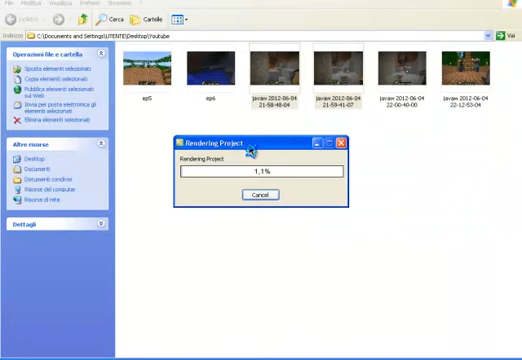 File Modifica Visualizza Preferiti Strumenti ?
Indietro Cerca Cartelle
Indirizzo C:\Documents and Settings\UTENTE\Desktop\Youtube Vai
Operazioni file e cartella
Sposta elementi selezionati
Copia elementi selezionati
Pubblica elementi selezionati
sul Web
Invia per posta elettronica gli
elementi selezionati
Elimina elementi selezionati
Altre risorse
Desktop
Documenti
Documenti condivisi
Risorse del computer
Risorse di rete
Dettagli
ep5
ep6
javaw 2012-06-04
21-58-48-04
javaw 2012-06-04
21-59-41-07
javaw 2012-06-04
22-00-40-00
javaw 2012-06-04
22-12-53-04
Rendering Project
Rendering Project
1,1%
Cancel